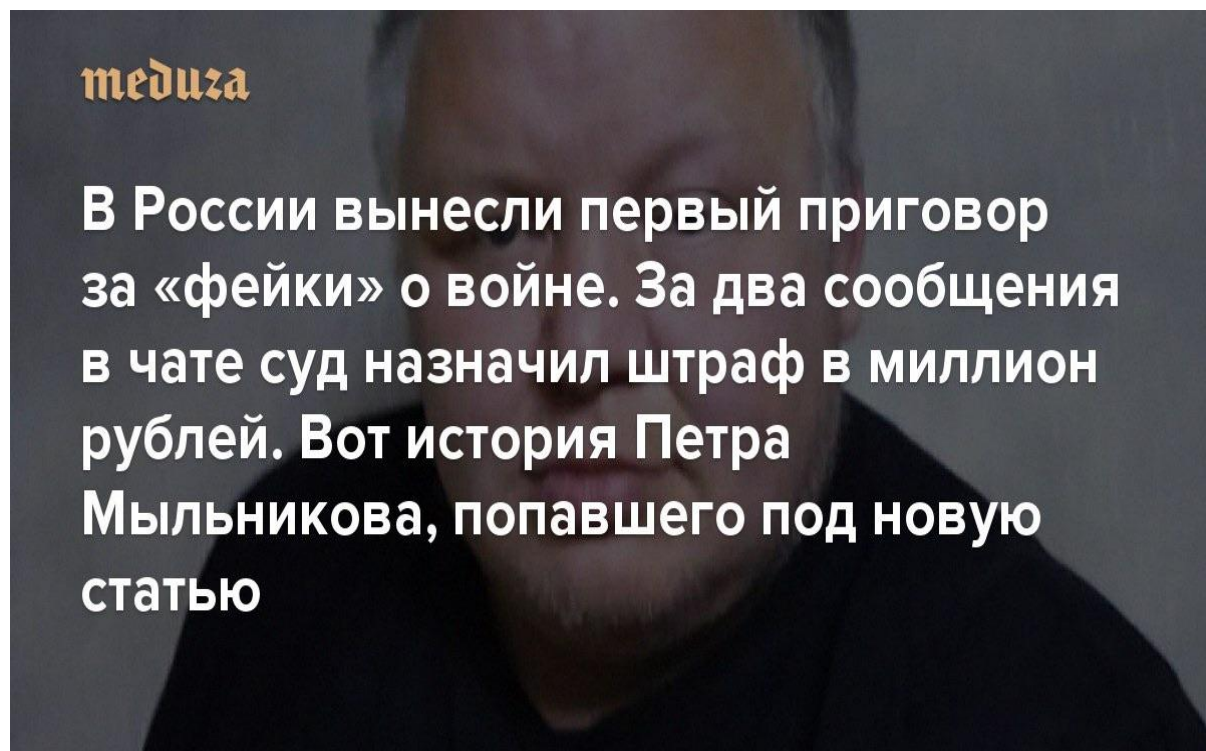 meduza
В России вынесли первый приговор
за «фейки» о войне. За два сообщения
в чате суд назначил штраф в миллион
рублей. Вот история Петра
Мыльникова, попавшего под новую
статью